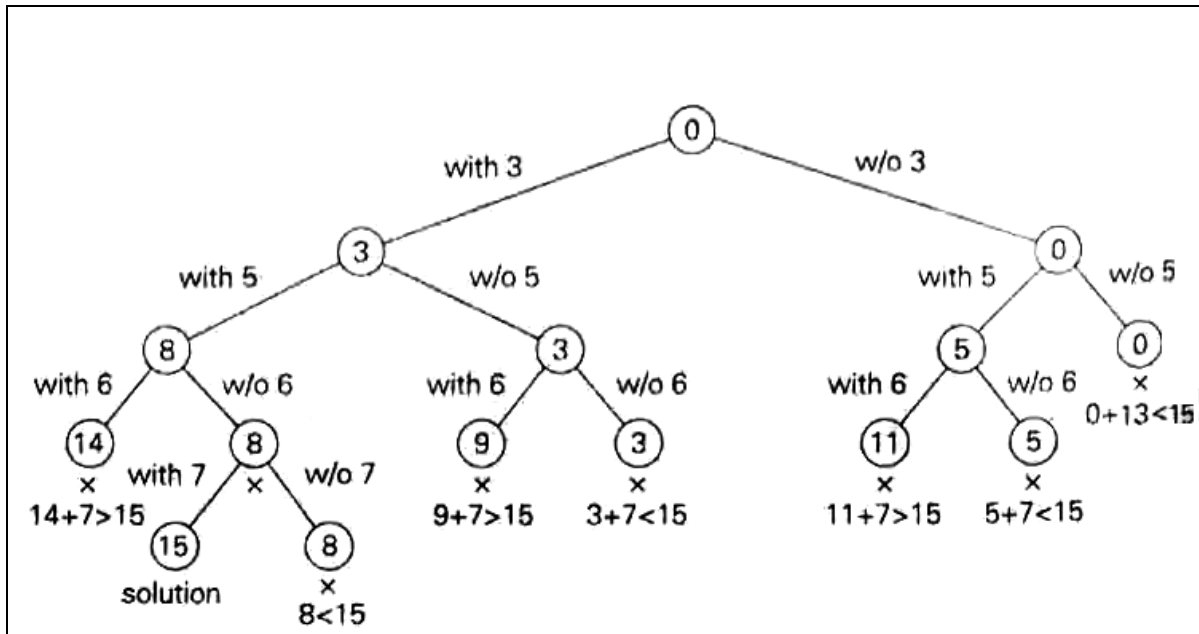 0
with 3 w/o 3
3 0
with 5 w/o 5 with 5 w/o 5
8 3 5 0
with 6 w/o 6 with 6 w/o 6 with 6 w/o 6 ×
0+13<15
14 8 9 3 11 5
× with 7 × w/o 7 × × × ×
14+7>15 9+7>15 3+7<15 11+7>15 5+7<15
15 8
solution ×
8<15